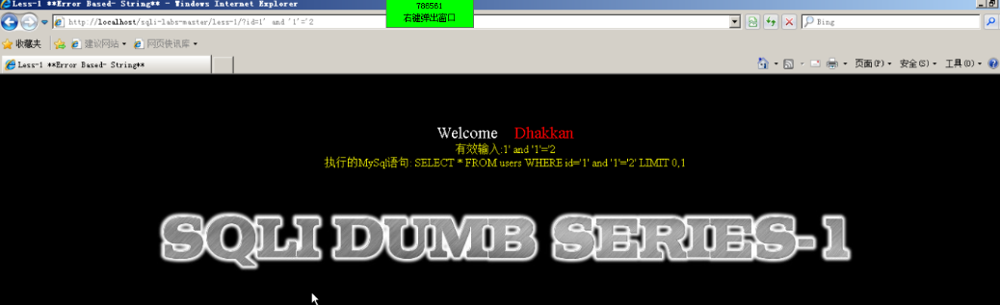 Less-1 **Error Based- String** - Windows Internet Explorer
786561
右键弹出窗口
http://localhost/sqli-labs-master/less-1/?id=1' and '1'='2
Bing
收藏夹 建议网站 网页快讯库
Less-1 **Error Based- String**
页面(P) 安全(S) 工具(O)
Welcome Dhakkan
有效输入:1' and '1'='2
执行的MySql语句: SELECT * FROM users WHERE id='1' and '1'='2' LIMIT 0,1
SQLI DUMB SERIES-1